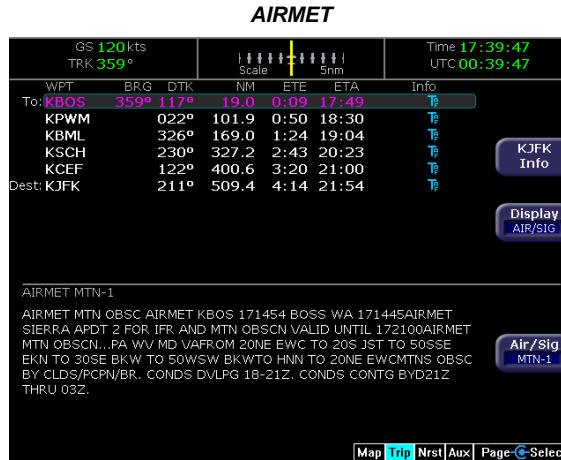 AIRMET
GS 120 kts
TRK 359°
Scale 5nm
Time 17:39:47
UTC 00:39:47
WPT BRG DTK NM ETE ETA Info
To: KBOS 359° 117° 19.0 0:09 17:49
KPWM 022° 101.9 0:50 18:30
KBML 326° 169.0 1:24 19:04
KSCH 230° 327.2 2:43 20:23
KCEF 122° 400.6 3:20 21:00
Dest: KJFK 211° 509.4 4:14 21:54
KJFK
Info
Display
AIR/SIG
AIRMET MTN-1
AIRMET MTN OBSC AIRMET KBOS 171454 BOSS WA 171445AIRMET
SIERRA APDT 2 FOR IFR AND MTN OBSCN VALID UNTIL 172100AIRMET
MTN OBSCN...PA WV MD VAFROM 20NE EWC TO 20S JST TO 50SSE
EKN TO 30SE BKW TO 50WSW BKWTO HNN TO 20NE EWCMTNS OBSC
BY CLDS/PCPN/BR. CONDS DVLPG 18-21Z. CONDS CONTG BYD21Z
THRU 03Z.
Air/Sig
MTN-1
Map Trip Nrst Aux Page Selec